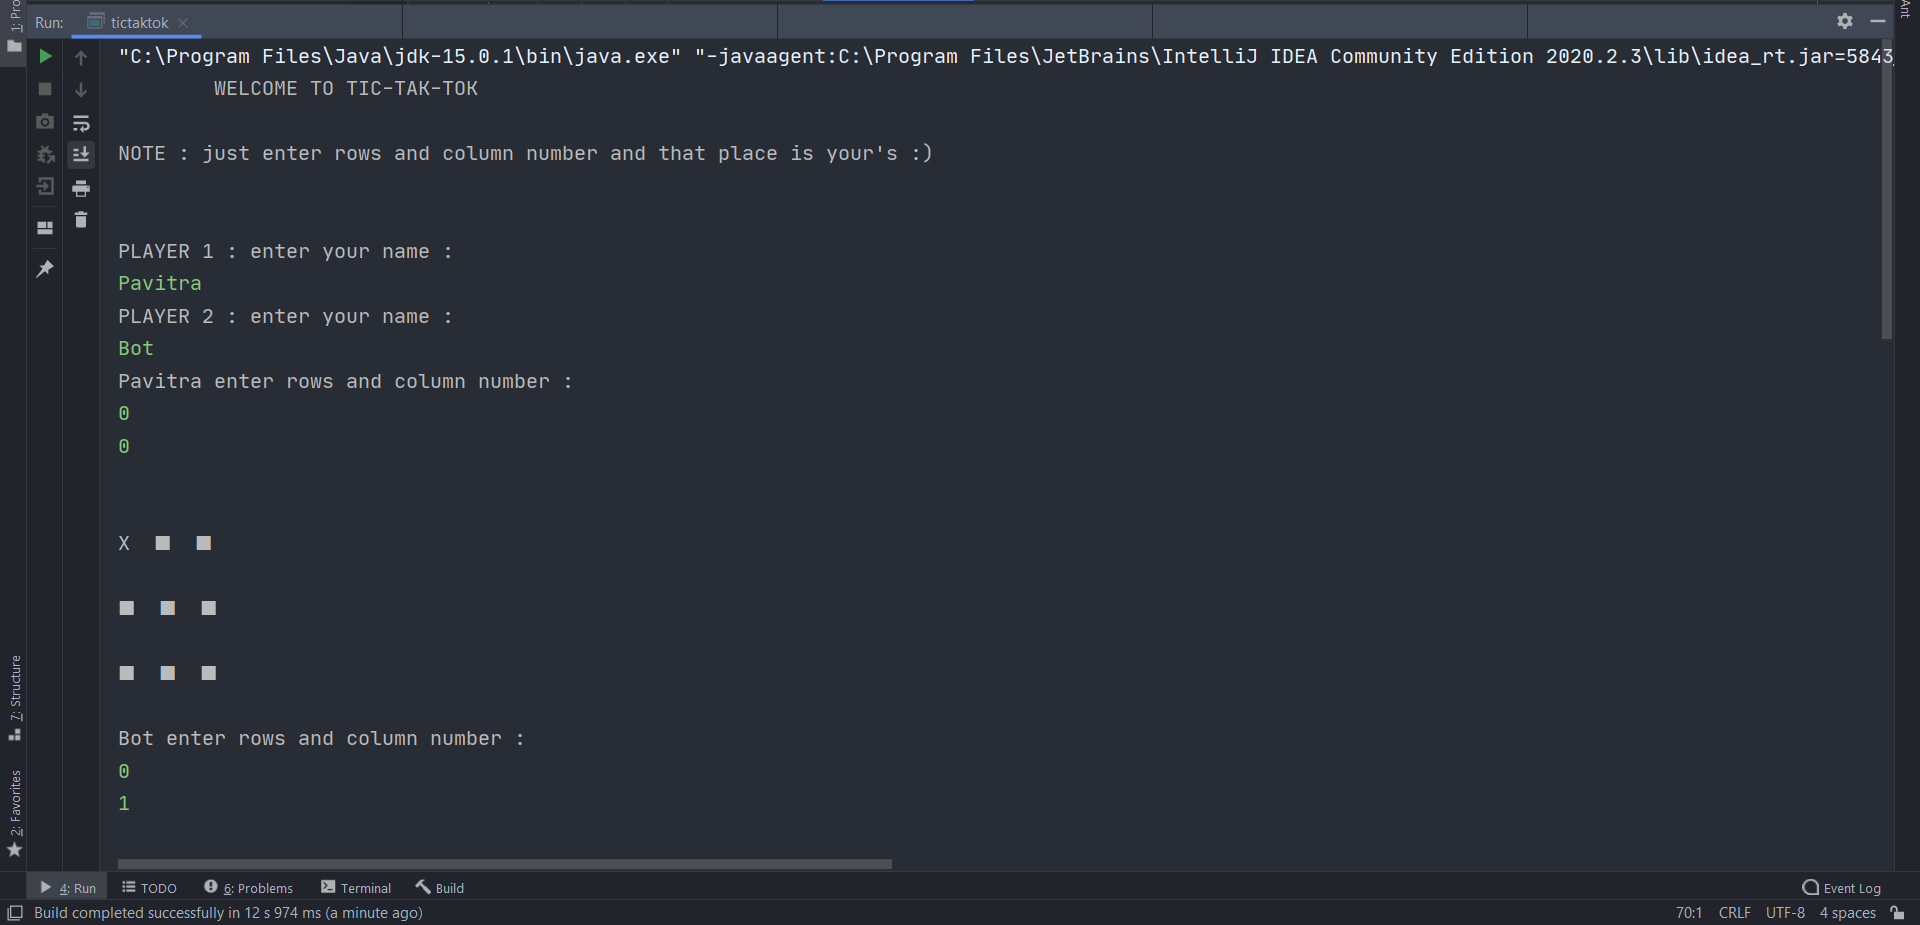 1: Pro
Run: tictaktok
Ant
"C:\Program Files\Java\jdk-15.0.1\bin\java.exe" "-javaagent:C:\Program Files\JetBrains\IntelliJ IDEA Community Edition 2020.2.3\lib\idea_rt.jar=5843
WELCOME TO TIC-TAK-TOK
NOTE : just enter rows and column number and that place is your's :)
PLAYER 1 : enter your name :
Pavitra
PLAYER 2 : enter your name :
Bot
Pavitra enter rows and column number :
0
0
X ■ ■
■ ■ ■
■ ■ ■
Bot enter rows and column number :
0
1
7: Structure
2: Favorites
4: Run TODO 6: Problems Terminal Build Event Log
Build completed successfully in 12 s 974 ms (a minute ago) 70:1 CRLF UTF-8 4 spaces